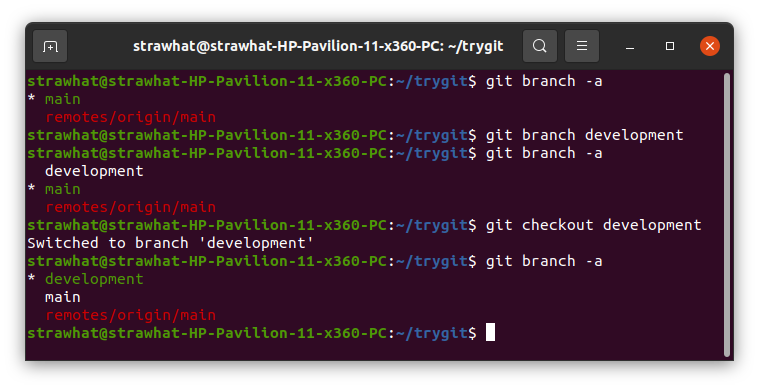 strawhat@strawhat-HP-Pavilion-11-x360-PC: ~/trygit
strawhat@strawhat-HP-Pavilion-11-x360-PC:~/trygit$ git branch -a
* main
  remotes/origin/main
strawhat@strawhat-HP-Pavilion-11-x360-PC:~/trygit$ git branch development
strawhat@strawhat-HP-Pavilion-11-x360-PC:~/trygit$ git branch -a
  development
* main
  remotes/origin/main
strawhat@strawhat-HP-Pavilion-11-x360-PC:~/trygit$ git checkout development
Switched to branch 'development'
strawhat@strawhat-HP-Pavilion-11-x360-PC:~/trygit$ git branch -a
* development
  main
  remotes/origin/main
strawhat@strawhat-HP-Pavilion-11-x360-PC:~/trygit$